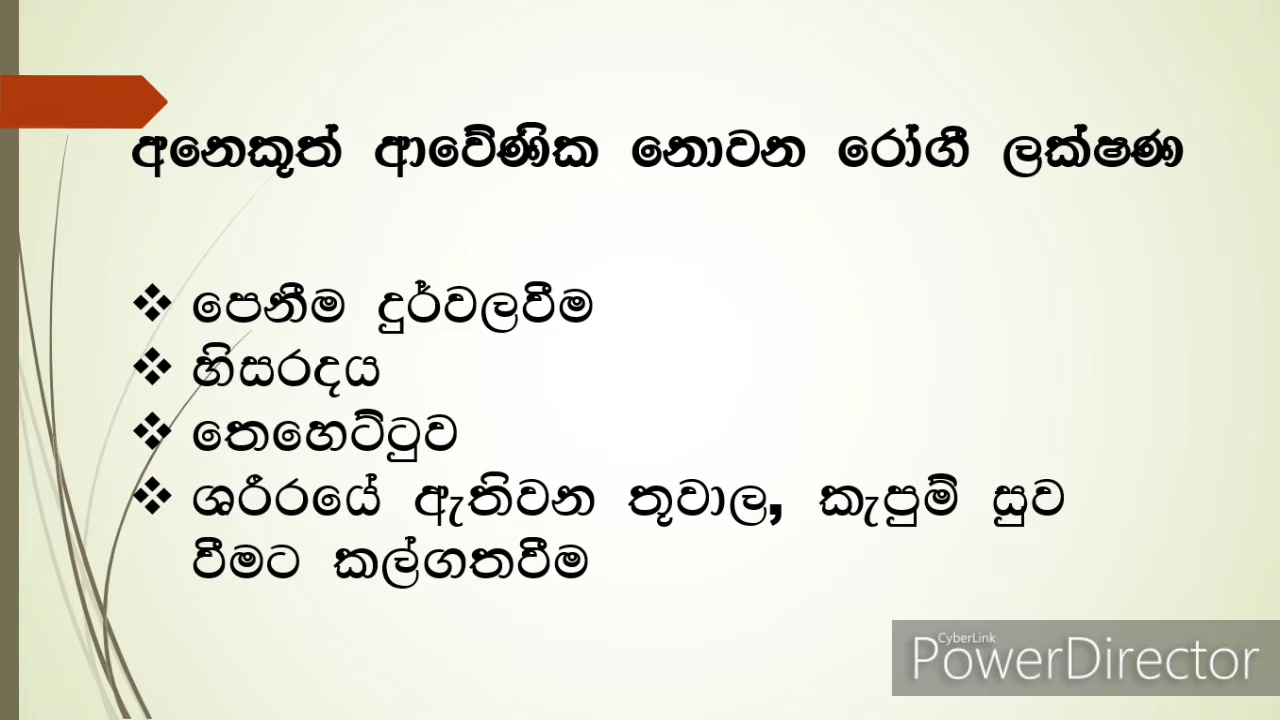 අනෙකුත් ආවේණික නොවන රෝගී ලක්ෂණ
❖ පෙනීම දුර්වලවීම
❖ හිසරදය
❖ තෙහෙට්ටුව
❖ ශරීරයේ ඇතිවන තූවාල, කැපුම් සුව
වීමට කල්ගතවීම
CyberLink
PowerDirector